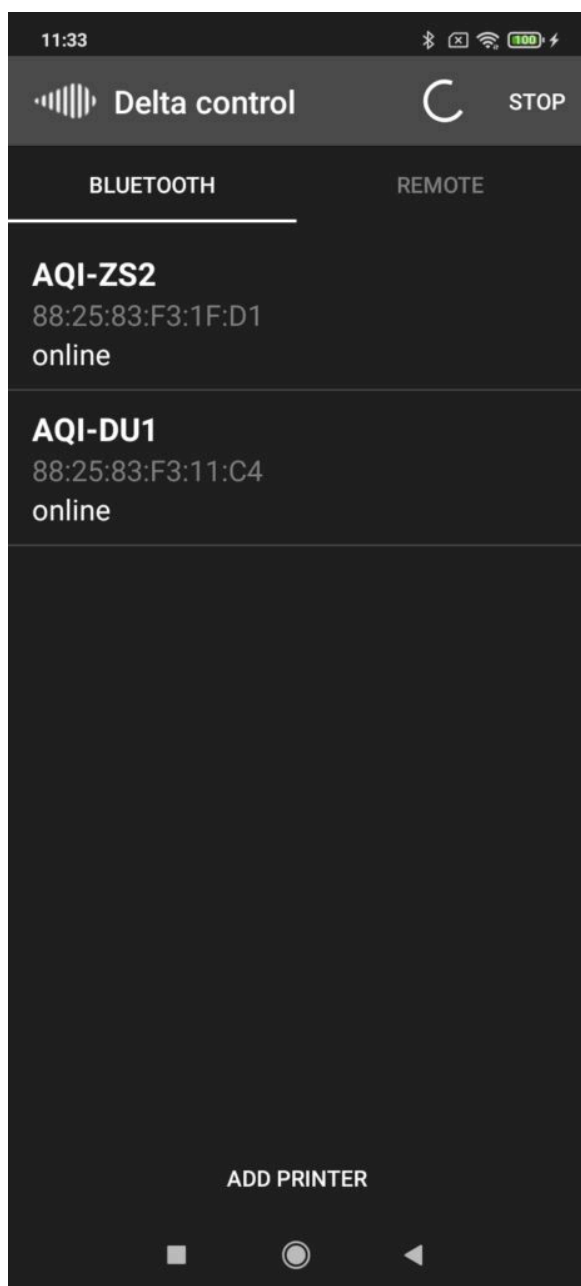 11:33
100
Delta control
STOP
BLUETOOTH
REMOTE
AQI-ZS2
88:25:83:F3:1F:D1
online
AQI-DU1
88:25:83:F3:11:C4
online
ADD PRINTER